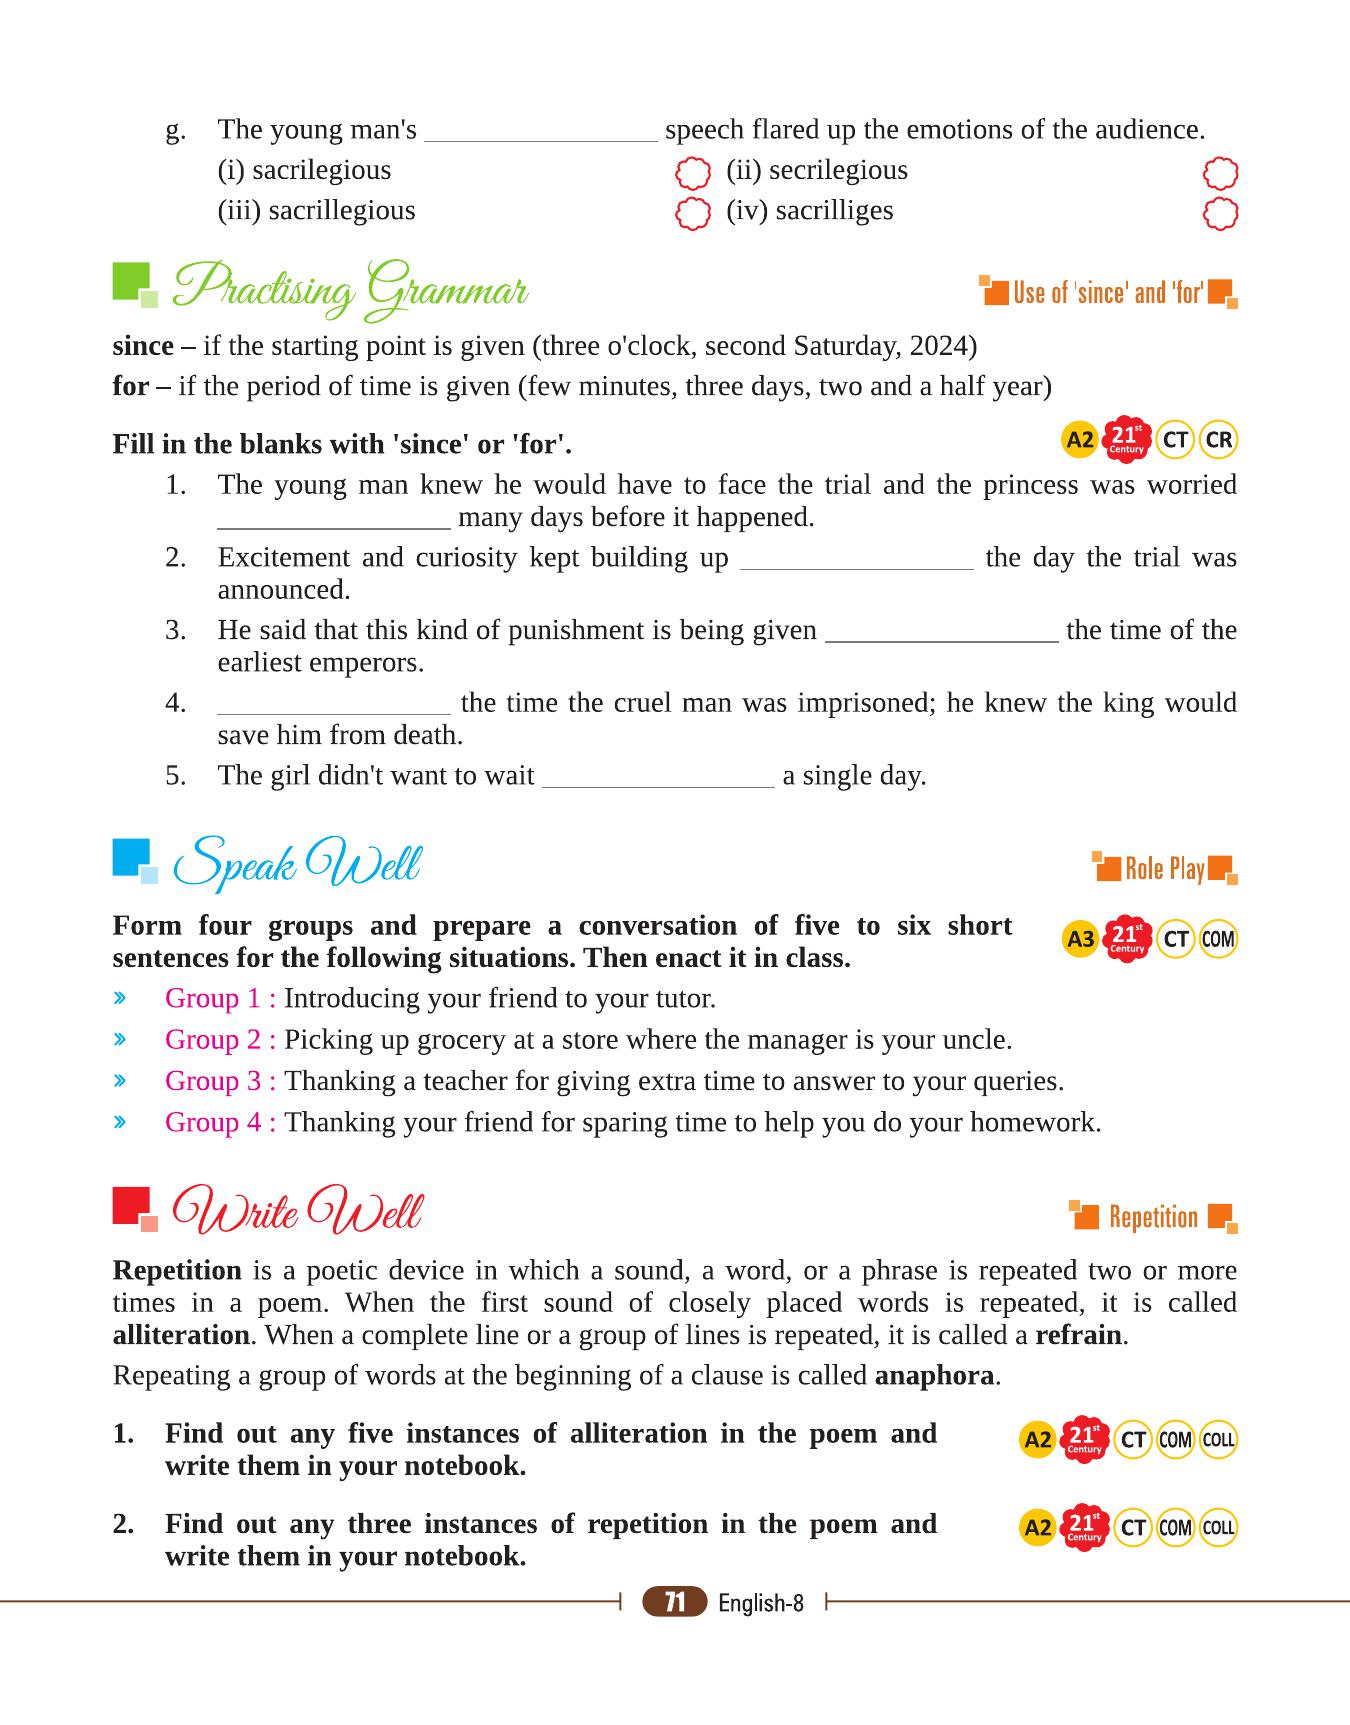 g. The young man's ________________ speech flared up the emotions of the audience.
(i) sacrilegious (ii) secrilegious
(iii) sacrillegious (iv) sacrilliges
Practising Grammar Use of 'since' and 'for'
since – if the starting point is given (three o'clock, second Saturday, 2024)
for – if the period of time is given (few minutes, three days, two and a half year)
Fill in the blanks with 'since' or 'for'. A2 21st Century CT CR
1. The young man knew he would have to face the trial and the princess was worried
________________ many days before it happened.
2. Excitement and curiosity kept building up ________________ the day the trial was
announced.
3. He said that this kind of punishment is being given ________________ the time of the
earliest emperors.
4. ________________ the time the cruel man was imprisoned; he knew the king would
save him from death.
5. The girl didn't want to wait ________________ a single day.
Speak Well Role Play
Form four groups and prepare a conversation of five to six short A3 21st Century CT COM
sentences for the following situations. Then enact it in class.
» Group 1 : Introducing your friend to your tutor.
» Group 2 : Picking up grocery at a store where the manager is your uncle.
» Group 3 : Thanking a teacher for giving extra time to answer to your queries.
» Group 4 : Thanking your friend for sparing time to help you do your homework.
Write Well Repetition
Repetition is a poetic device in which a sound, a word, or a phrase is repeated two or more
times in a poem. When the first sound of closely placed words is repeated, it is called
alliteration. When a complete line or a group of lines is repeated, it is called a refrain.
Repeating a group of words at the beginning of a clause is called anaphora.
1. Find out any five instances of alliteration in the poem and A2 21st Century CT COM COLL
write them in your notebook.
2. Find out any three instances of repetition in the poem and A2 21st Century CT COM COLL
write them in your notebook.
71 English-8